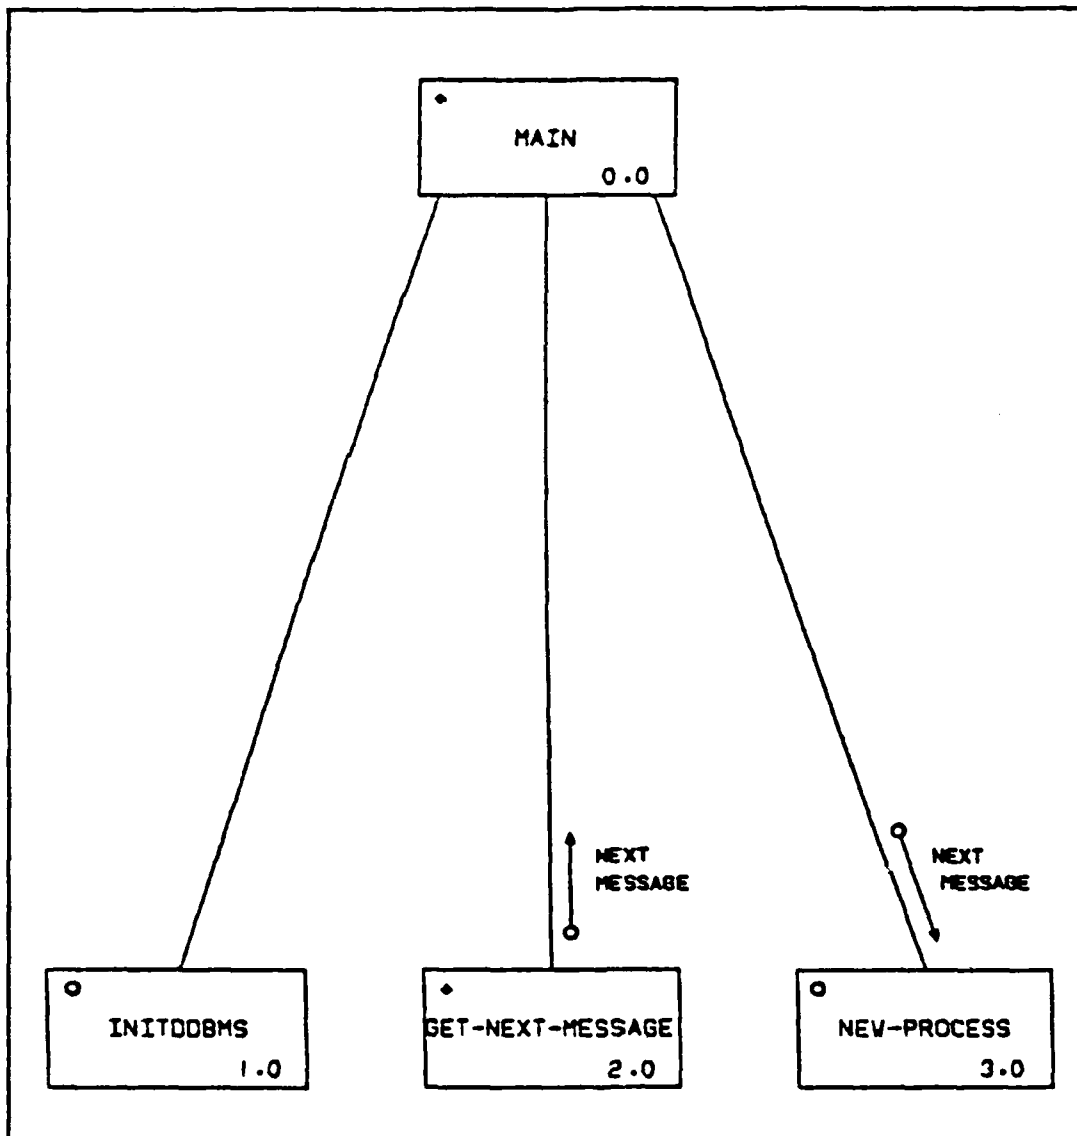 MAIN
0.0
NEXT
MESSAGE
NEXT
MESSAGE
INITDDBMS
1.0
GET-NEXT-MESSAGE
2.0
NEW-PROCESS
3.0